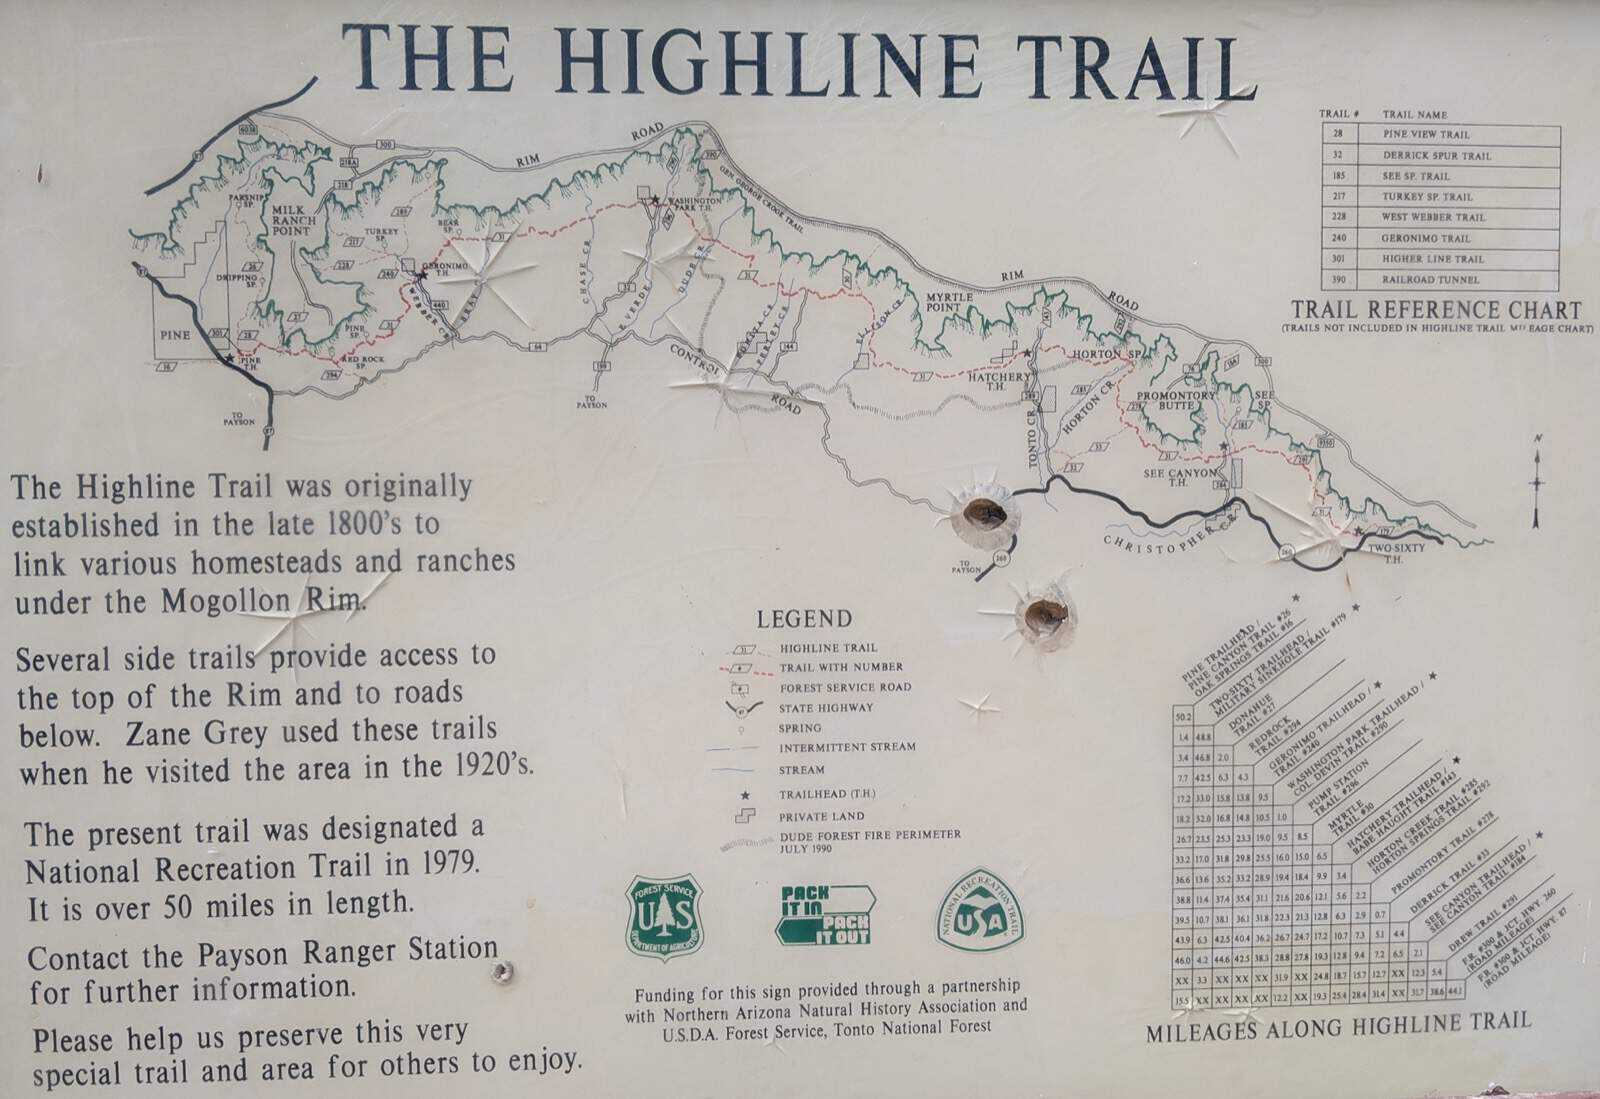 THE HIGHLINE TRAIL
TRAIL # TRAIL NAME
28 PINE VIEW TRAIL
32 DERRICK SPUR TRAIL
185 SEE SP. TRAIL
217 TURKEY SP. TRAIL
228 WEST WEBBER TRAIL
240 GERONIMO TRAIL
301 HIGHER LINE TRAIL
390 RAILROAD TUNNEL
TRAIL REFERENCE CHART
(TRAILS NOT INCLUDED IN HIGHLINE TRAIL EAGE CHART)
RIM ROAD
300
218A
218
GEN. GEORGE CROOK TRAIL
PARSNIP SP.
MILK RANCH POINT
TURKEY SP.
BEAR SP.
WASHINGTON PARK T.H.
GERONIMO T.H.
DRIPPING SP.
WEBBER CR.
CHASE CR.
E. VERDE
DUDE CR.
PINE
PINE T.H.
PINE SP.
RED ROCK SP.
87
301
28
440
64
32
144
31
CONTROL ROAD
PERLEY CR.
ELLISON CR.
MYRTLE POINT
RIM ROAD
HATCHERY T.H.
HORTON SP.
HORTON CR.
TONTO CR.
PROMONTORY BUTTE
SEE SP.
SEE CANYON T.H.
CHRISTOPHER CR.
TWO-SIXTY T.H.
300
289
284
260
N
TO PAYSON
87
TO PAYSON
TO PAYSON
260
The Highline Trail was originally
established in the late 1800's to
link various homesteads and ranches
under the Mogollon Rim.
Several side trails provide access to
the top of the Rim and to roads
below. Zane Grey used these trails
when he visited the area in the 1920's.
The present trail was designated a
National Recreation Trail in 1979.
It is over 50 miles in length.
Contact the Payson Ranger Station
for further information.
Please help us preserve this very
special trail and area for others to enjoy.
LEGEND
31 HIGHLINE TRAIL
# TRAIL WITH NUMBER
# FOREST SERVICE ROAD
87 STATE HIGHWAY
SPRING
INTERMITTENT STREAM
STREAM
TRAILHEAD (T.H.)
PRIVATE LAND
DUDE FOREST FIRE PERIMETER
JULY 1990
FOREST SERVICE
U S
DEPARTMENT OF AGRICULTURE
PACK IT IN
PACK IT OUT
NATIONAL RECREATION TRAIL
USA
Funding for this sign provided through a partnership
with Northern Arizona Natural History Association and
U.S.D.A. Forest Service, Tonto National Forest
PINE TRAILHEAD /
PINE CANYON TRAIL #26
OAK SPRINGS TRAIL #16
TWO-SIXTY TRAILHEAD /
MILITARY SINKHOLE TRAIL #179
DONAHUE
TRAIL #27
REDROCK
TRAIL #294
GERONIMO TRAILHEAD /
TRAIL #240
WASHINGTON PARK TRAILHEAD /
COL. DEVIN TRAIL #290
PUMP STATION
TRAIL #296
MYRTLE
TRAIL #30
HATCHERY TRAILHEAD /
BABE HAUGHT TRAIL #143
HORTON CREEK TRAIL #285
HORTON SPRINGS TRAIL #292
PROMONTORY TRAIL #278
DERRICK TRAIL #33
SEE CANYON TRAILHEAD /
SEE CANYON TRAIL #184
DREW TRAIL #291
F.R. #300 & JCT. HWY. 260
(ROAD MILEAGE)
F.R. #300 & JCT. HWY. 87
(ROAD MILEAGE)
50.2
1.4 48.8
3.4 46.8 2.0
7.7 42.5 6.3 4.3
17.2 33.0 15.8 13.8 9.5
18.2 32.0 16.8 14.8 10.5 1.0
26.7 23.5 25.3 23.3 19.0 9.5 8.5
33.2 17.0 31.8 29.8 25.5 16.0 15.0 6.5
36.6 13.6 35.2 33.2 28.9 19.4 18.4 9.9 3.4
38.8 11.4 37.4 35.4 31.1 21.6 20.6 12.1 5.6 2.2
39.5 10.7 38.1 36.1 31.8 22.3 21.3 12.8 6.3 2.9 0.7
43.9 6.3 42.5 40.4 36.2 26.7 24.7 17.2 10.7 7.3 5.1 4.4
46.0 4.2 44.6 42.5 38.3 28.8 27.8 19.3 12.8 9.4 7.2 6.5 2.1
XX 3.3 XX XX XX 31.9 XX 24.8 18.7 15.7 12.7 XX 12.3 5.4
15.5 XX XX XX XX 12.2 XX 19.3 25.4 28.4 31.4 XX 31.7 38.6 44.1
MILEAGES ALONG HIGHLINE TRAIL